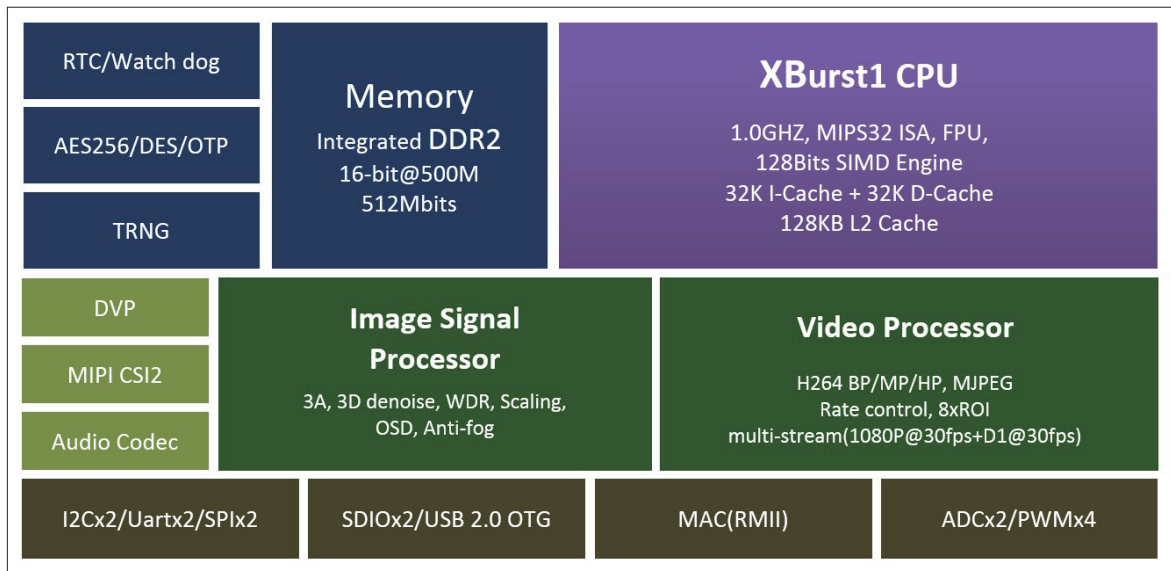 RTC/Watch dog
AES256/DES/OTP
TRNG
Memory
Integrated DDR2
16-bit@500M
512Mbits
XBurst1 CPU
1.0GHZ, MIPS32 ISA, FPU,
128Bits SIMD Engine
32K I-Cache + 32K D-Cache
128KB L2 Cache
DVP
MIPI CSI2
Audio Codec
Image Signal
Processor
3A, 3D denoise, WDR, Scaling,
OSD, Anti-fog
Video Processor
H264 BP/MP/HP, MJPEG
Rate control, 8xROI
multi-stream(1080P@30fps+D1@30fps)
I2Cx2/Uartx2/SPIx2
SDIOx2/USB 2.0 OTG
MAC(RMII)
ADCx2/PWMx4